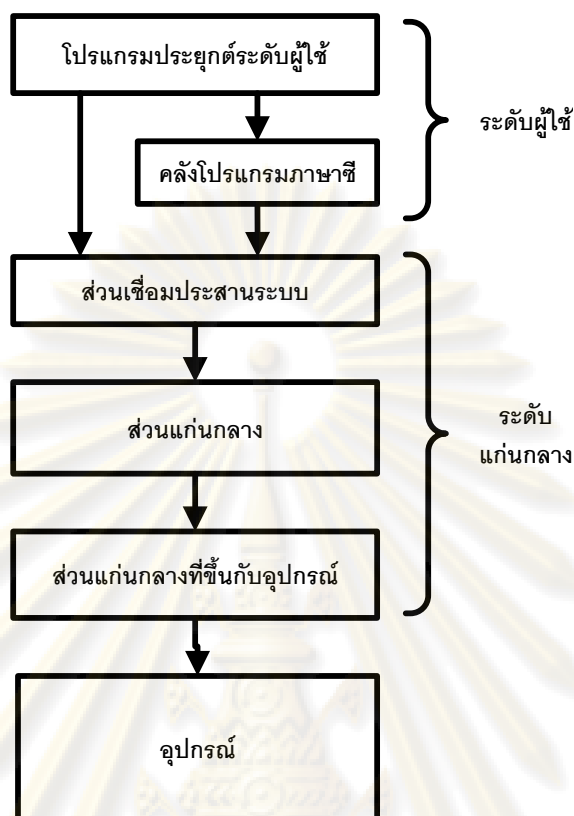 โปรแกรมประยุกต์ระดับผู้ใช้
ระดับผู้ใช้
คลังโปรแกรมภาษาซี
ส่วนเชื่อมประสานระบบ
ส่วนแก่นกลาง
ระดับ
แก่นกลาง
ส่วนแก่นกลางที่ขึ้นกับอุปกรณ์
อุปกรณ์